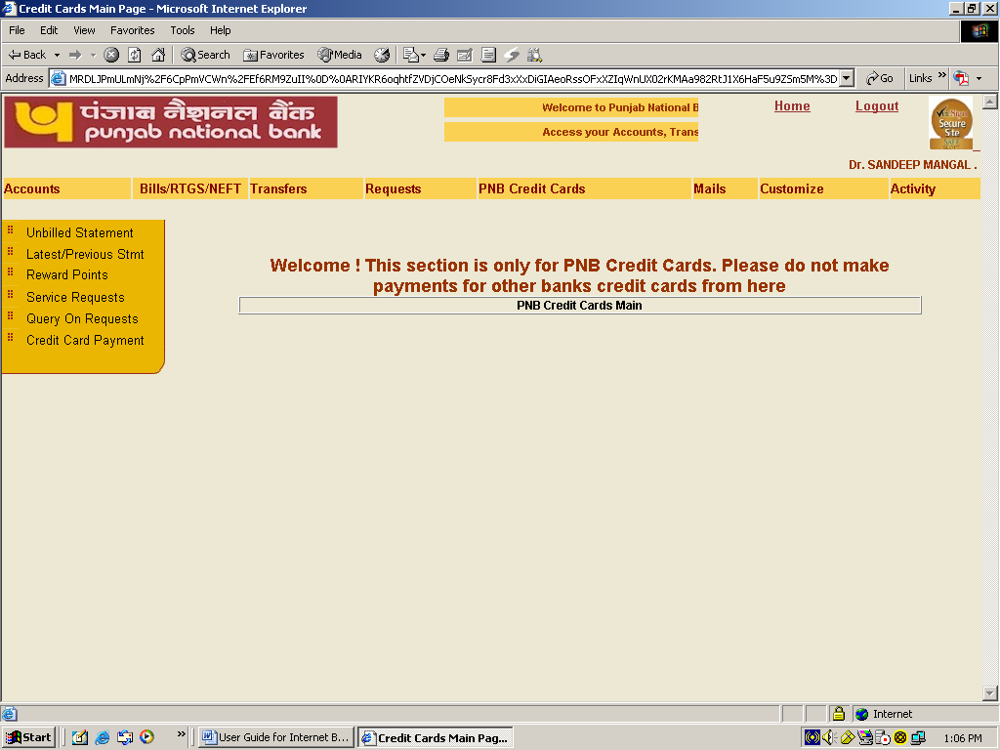 Credit Cards Main Page - Microsoft Internet Explorer
File Edit View Favorites Tools Help
Back Search Favorites Media
Address MRDLJPmULmNj%2F6CpPmVCWn%2FEf6RM9ZuII%0D%0ARIYKR6oqhtfZVDjCOeNkSycr8Fd3xXxDiGIAeoRssOFxXZIqWnUX02rKMAa982RtJ1X6HaF5u9ZSm5M%3D Go Links »
पंजाब नैशनल बैंक
punjab national bank
Welcome to Punjab National B
Access your Accounts, Trans
Home Logout
Secure
Site
Dr. SANDEEP MANGAL .
Accounts Bills/RTGS/NEFT Transfers Requests PNB Credit Cards Mails Customize Activity
Unbilled Statement
Latest/Previous Stmt
Reward Points
Service Requests
Query On Requests
Credit Card Payment
Welcome ! This section is only for PNB Credit Cards. Please do not make
payments for other banks credit cards from here
PNB Credit Cards Main
Internet
Start » User Guide for Internet B... Credit Cards Main Pag... 1:06 PM